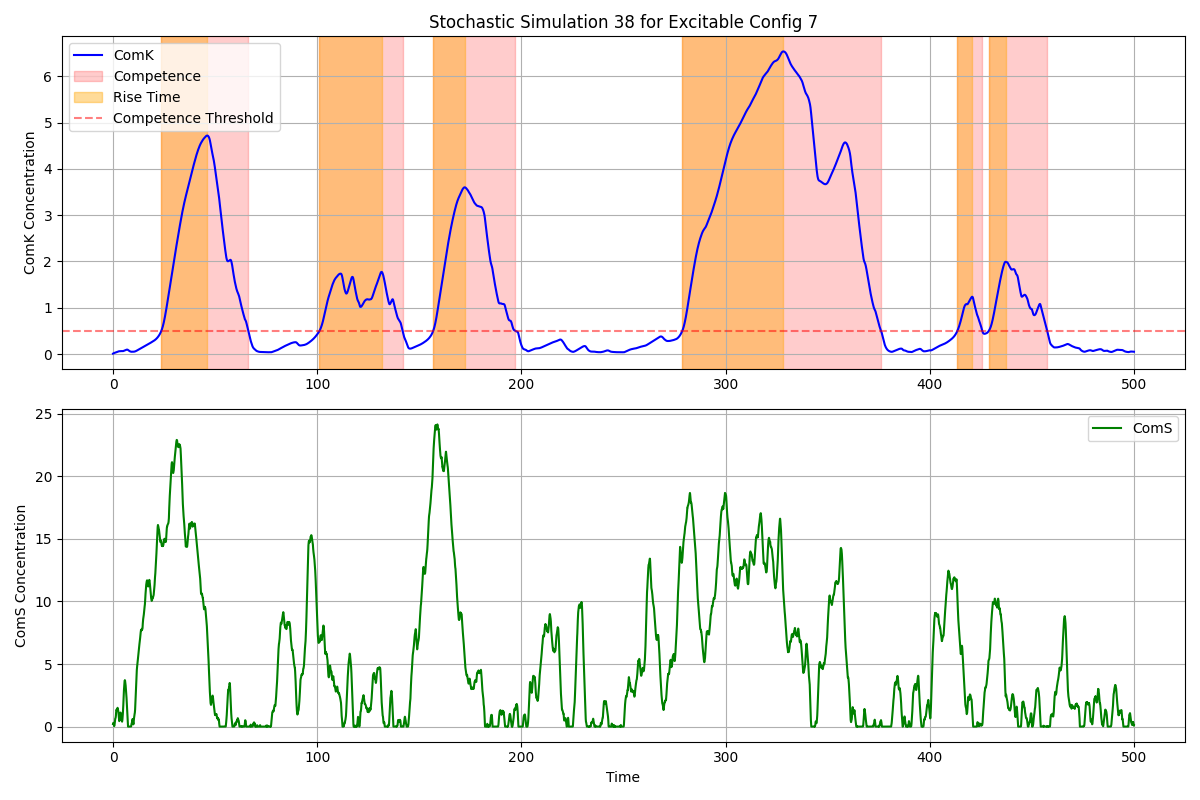 Stochastic Simulation 38 for Excitable Config 7
ComK
Competence
Rise Time
Competence Threshold
ComK Concentration
6
5
4
3
2
1
0
0 100 200 300 400 500
ComS
ComS Concentration
25
20
15
10
5
0
0 100 200 300 400 500
Time